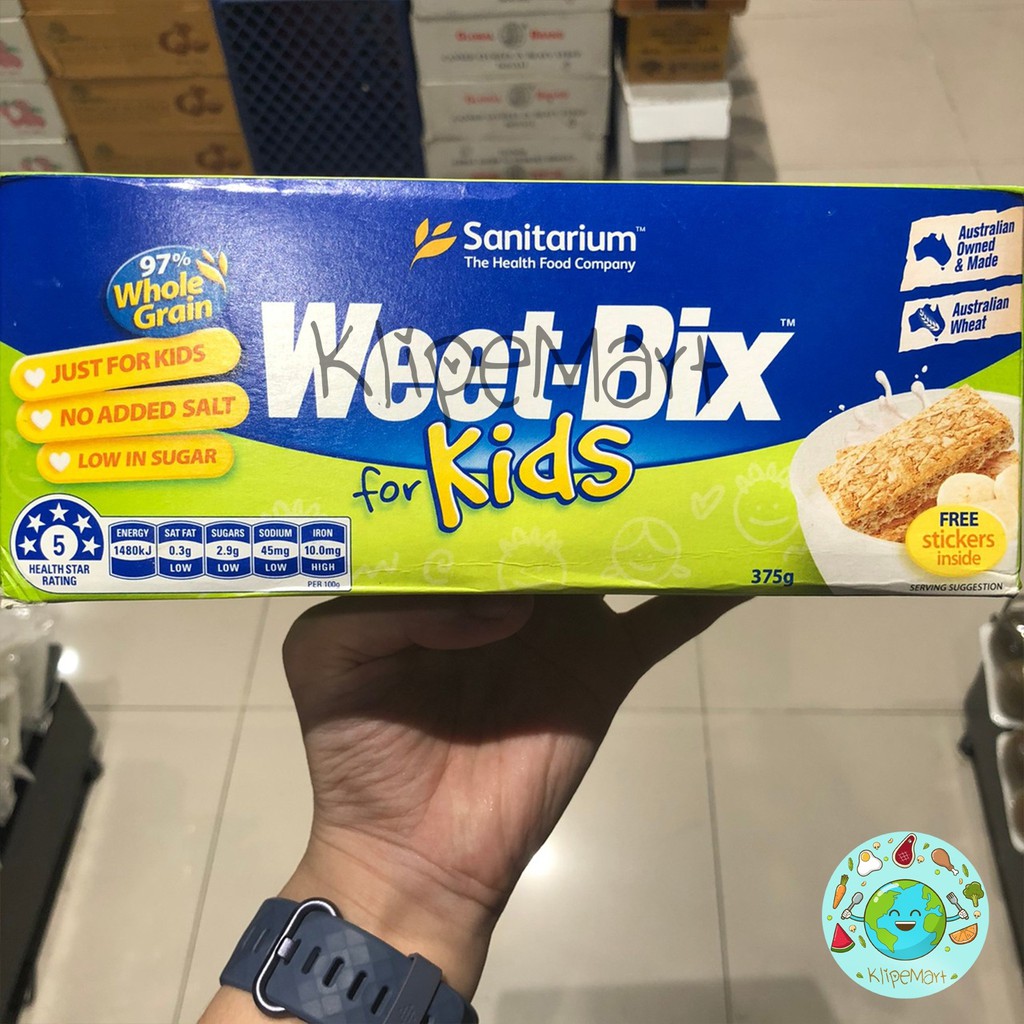 Sanitarium™
The Health Food Company
97%
Whole
Grain
JUST FOR KIDS
NO ADDED SALT
LOW IN SUGAR
Weet-Bix™
KlipeMart
for Kids
Australian
Owned
& Made
Australian
Wheat
5
HEALTH STAR
RATING
ENERGY
1480kJ
SAT FAT
0.3g
LOW
SUGARS
2.9g
LOW
SODIUM
45mg
LOW
IRON
10.0mg
HIGH
PER 100g
375g
FREE
stickers
inside
SERVING SUGGESTION
KlipeMart